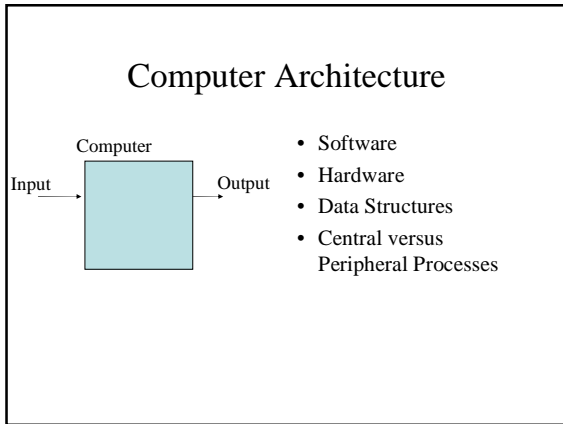 Computer Architecture
Computer
Input
Output
• Software
• Hardware
• Data Structures
• Central versus
Peripheral Processes